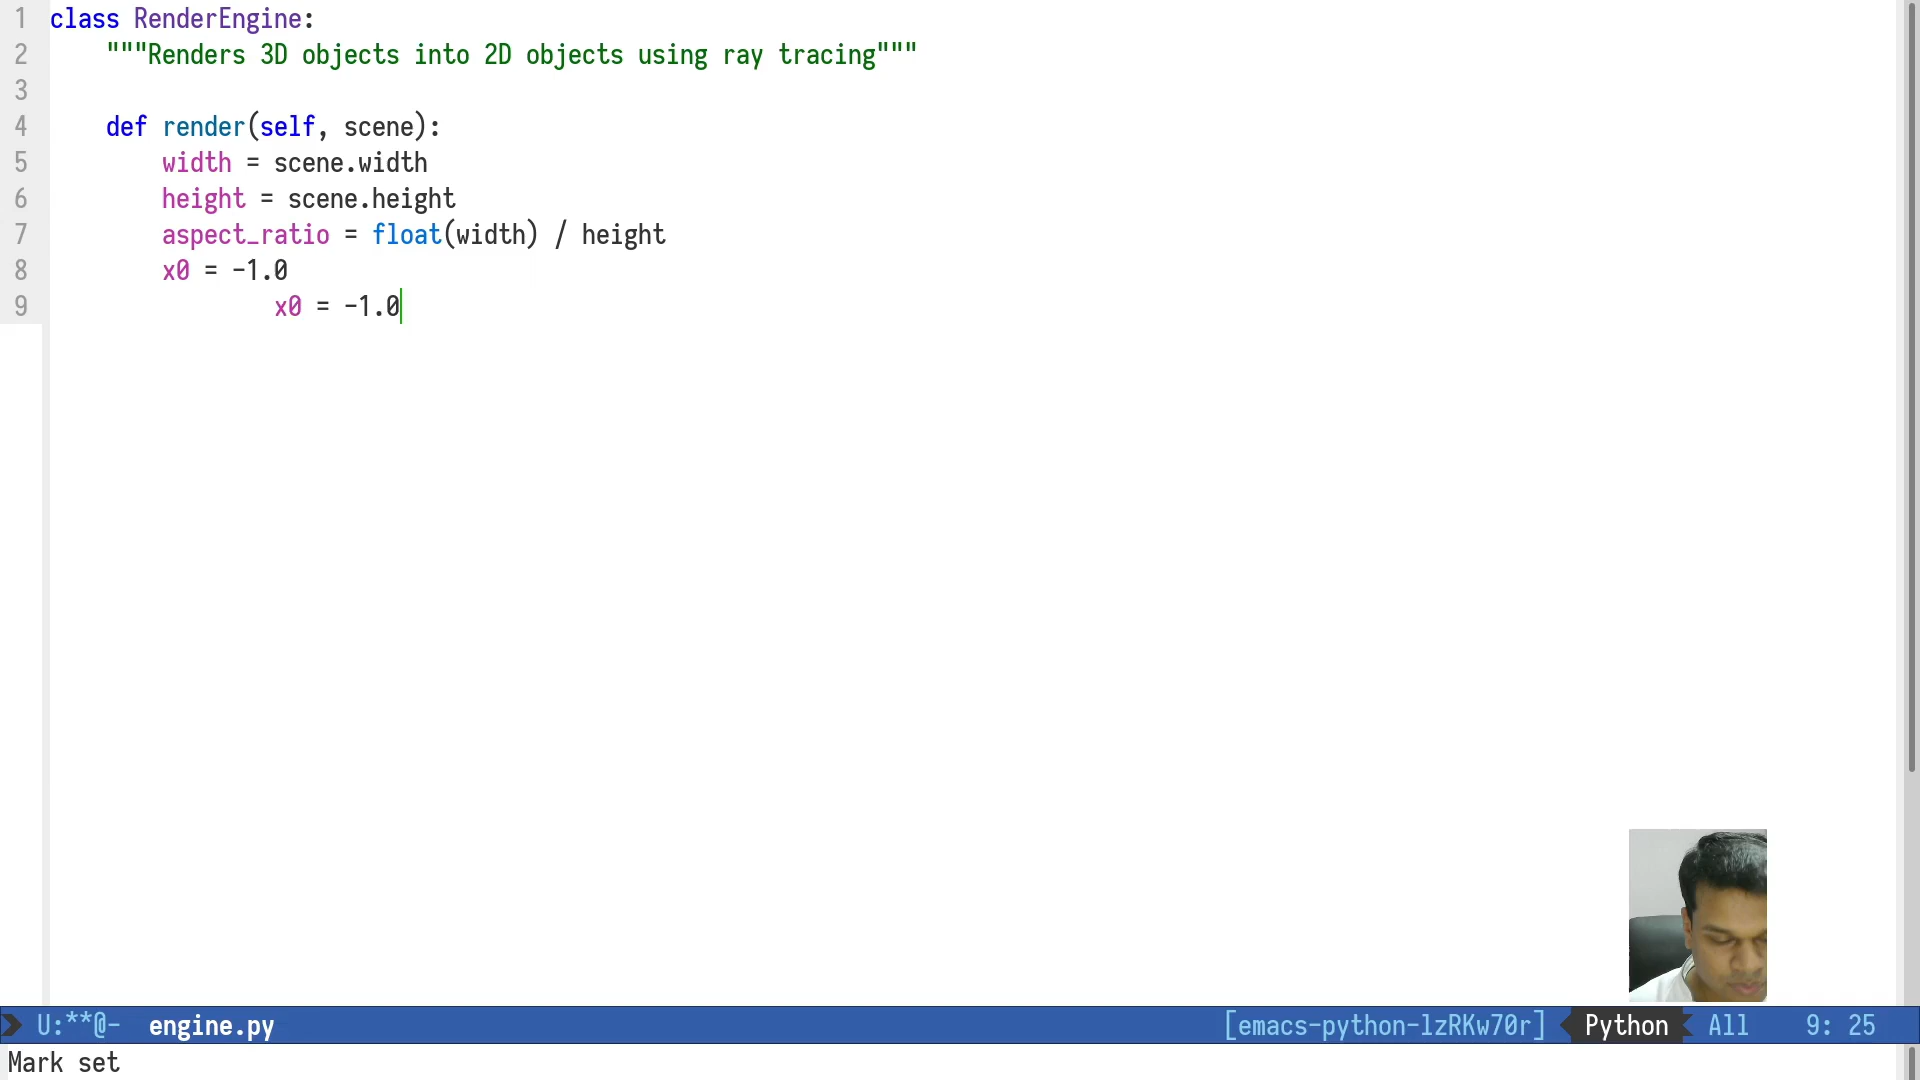 1 class RenderEngine:
2     """Renders 3D objects into 2D objects using ray tracing"""
3
4     def render(self, scene):
5         width = scene.width
6         height = scene.height
7         aspect_ratio = float(width) / height
8         x0 = -1.0
9                 x0 = -1.0
U:**@- engine.py [emacs-python-lzRKw70r] Python All 9: 25
Mark set